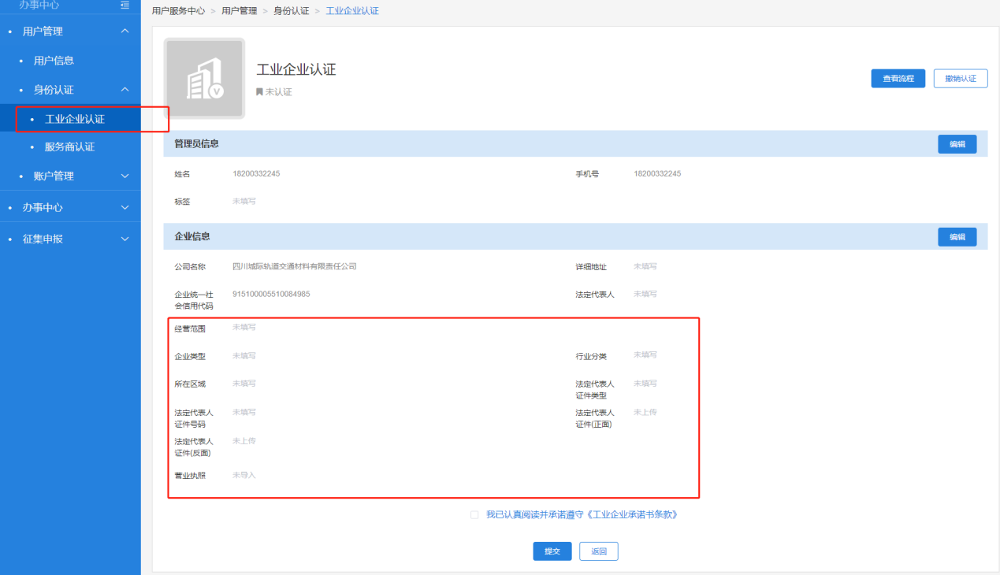 办事中心
用户服务中心 > 用户管理 > 身份认证 > 工业企业认证
用户管理
用户信息
身份认证
工业企业认证
服务商认证
账户管理
办事中心
征集申报
工业企业认证
未认证
查看流程
撤销认证
管理员信息
编辑
姓名 18200332245
手机号 18200332245
标签 未填写
企业信息
编辑
公司名称 四川城际轨道交通材料有限责任公司
详细地址 未填写
企业统一社
会信用代码
915100005510084985
法定代表人 未填写
经营范围 未填写
企业类型 未填写
行业分类 未填写
所在区域 未填写
法定代表人
证件类型
未填写
法定代表人
证件号码
未填写
法定代表人
证件(正面)
未上传
法定代表人
证件(反面)
未上传
营业执照 未导入
我已认真阅读并承诺遵守《工业企业承诺书条款》
提交
返回